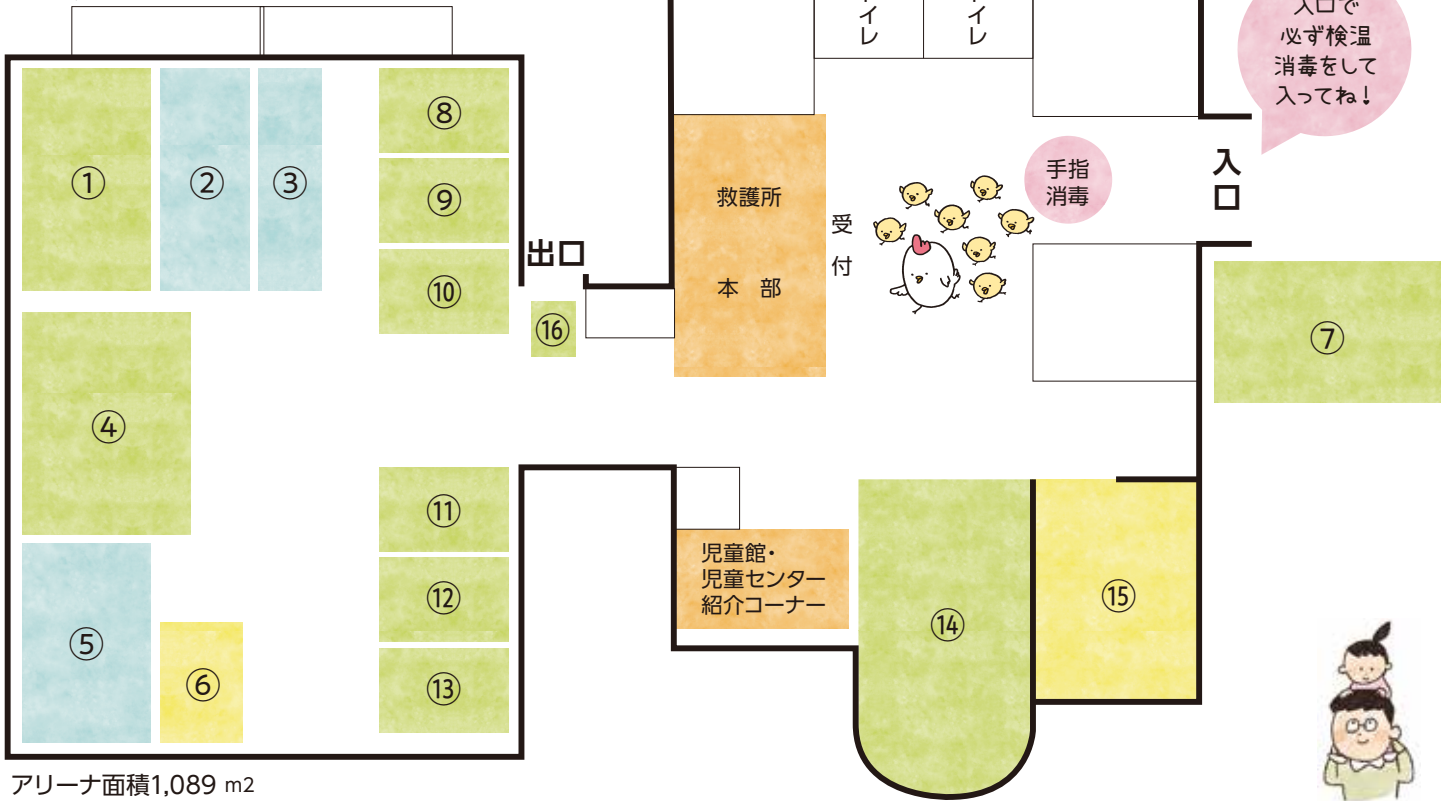 イレ
イレ
入口で
必ず検温
消毒をして
入ってね!
①
②
③
⑧
⑨
⑩
出口
⑯
救護所
本 部
受付
手指
消毒
入口
⑦
④
⑪
⑫
⑬
⑤
⑥
児童館・
児童センター
紹介コーナー
⑭
⑮
アリーナ面積1,089 m2